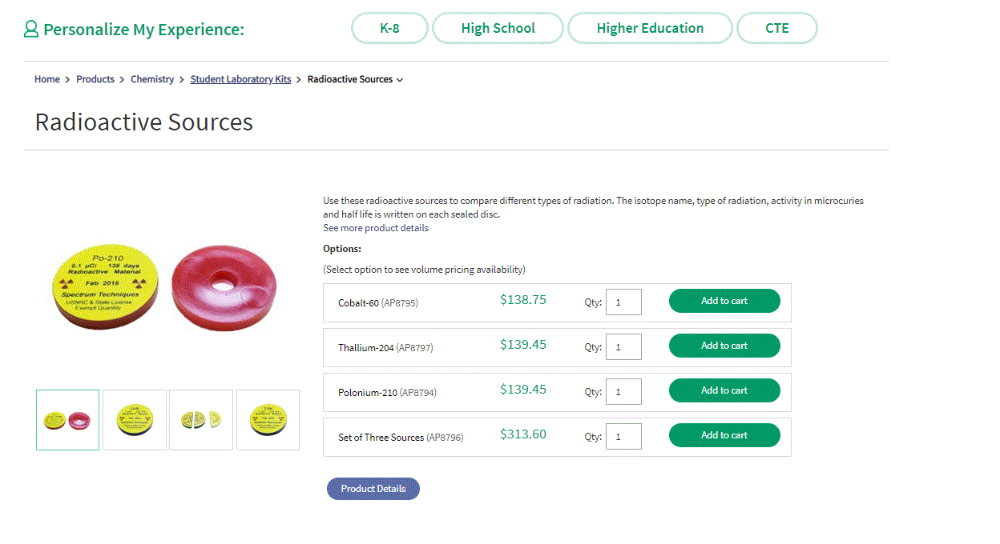 Personalize My Experience:
K-8
High School
Higher Education
CTE
Home > Products > Chemistry > Student Laboratory Kits > Radioactive Sources
Radioactive Sources
Use these radioactive sources to compare different types of radiation. The isotope name, type of radiation, activity in microcuries
and half life is written on each sealed disc.
See more product details
Options:
(Select option to see volume pricing availability)
Po-210
0.1 µCi 138 days
Radioactive Material
Feb 2018
Spectrum Techniques
USNRC & State License
Exempt Quantity
Cobalt-60 (AP8795) $138.75 Qty: 1 Add to cart
Thallium-204 (AP8797) $139.45 Qty: 1 Add to cart
Polonium-210 (AP8794) $139.45 Qty: 1 Add to cart
Set of Three Sources (AP8796) $313.60 Qty: 1 Add to cart
Product Details